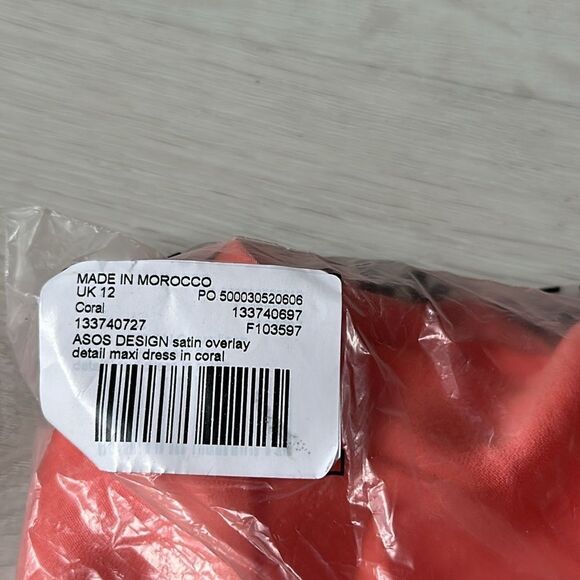 MADE IN MOROCCO
UK 12 PO 500030520606
Coral 133740697
133740727 F103597
ASOS DESIGN satin overlay
detail maxi dress in coral